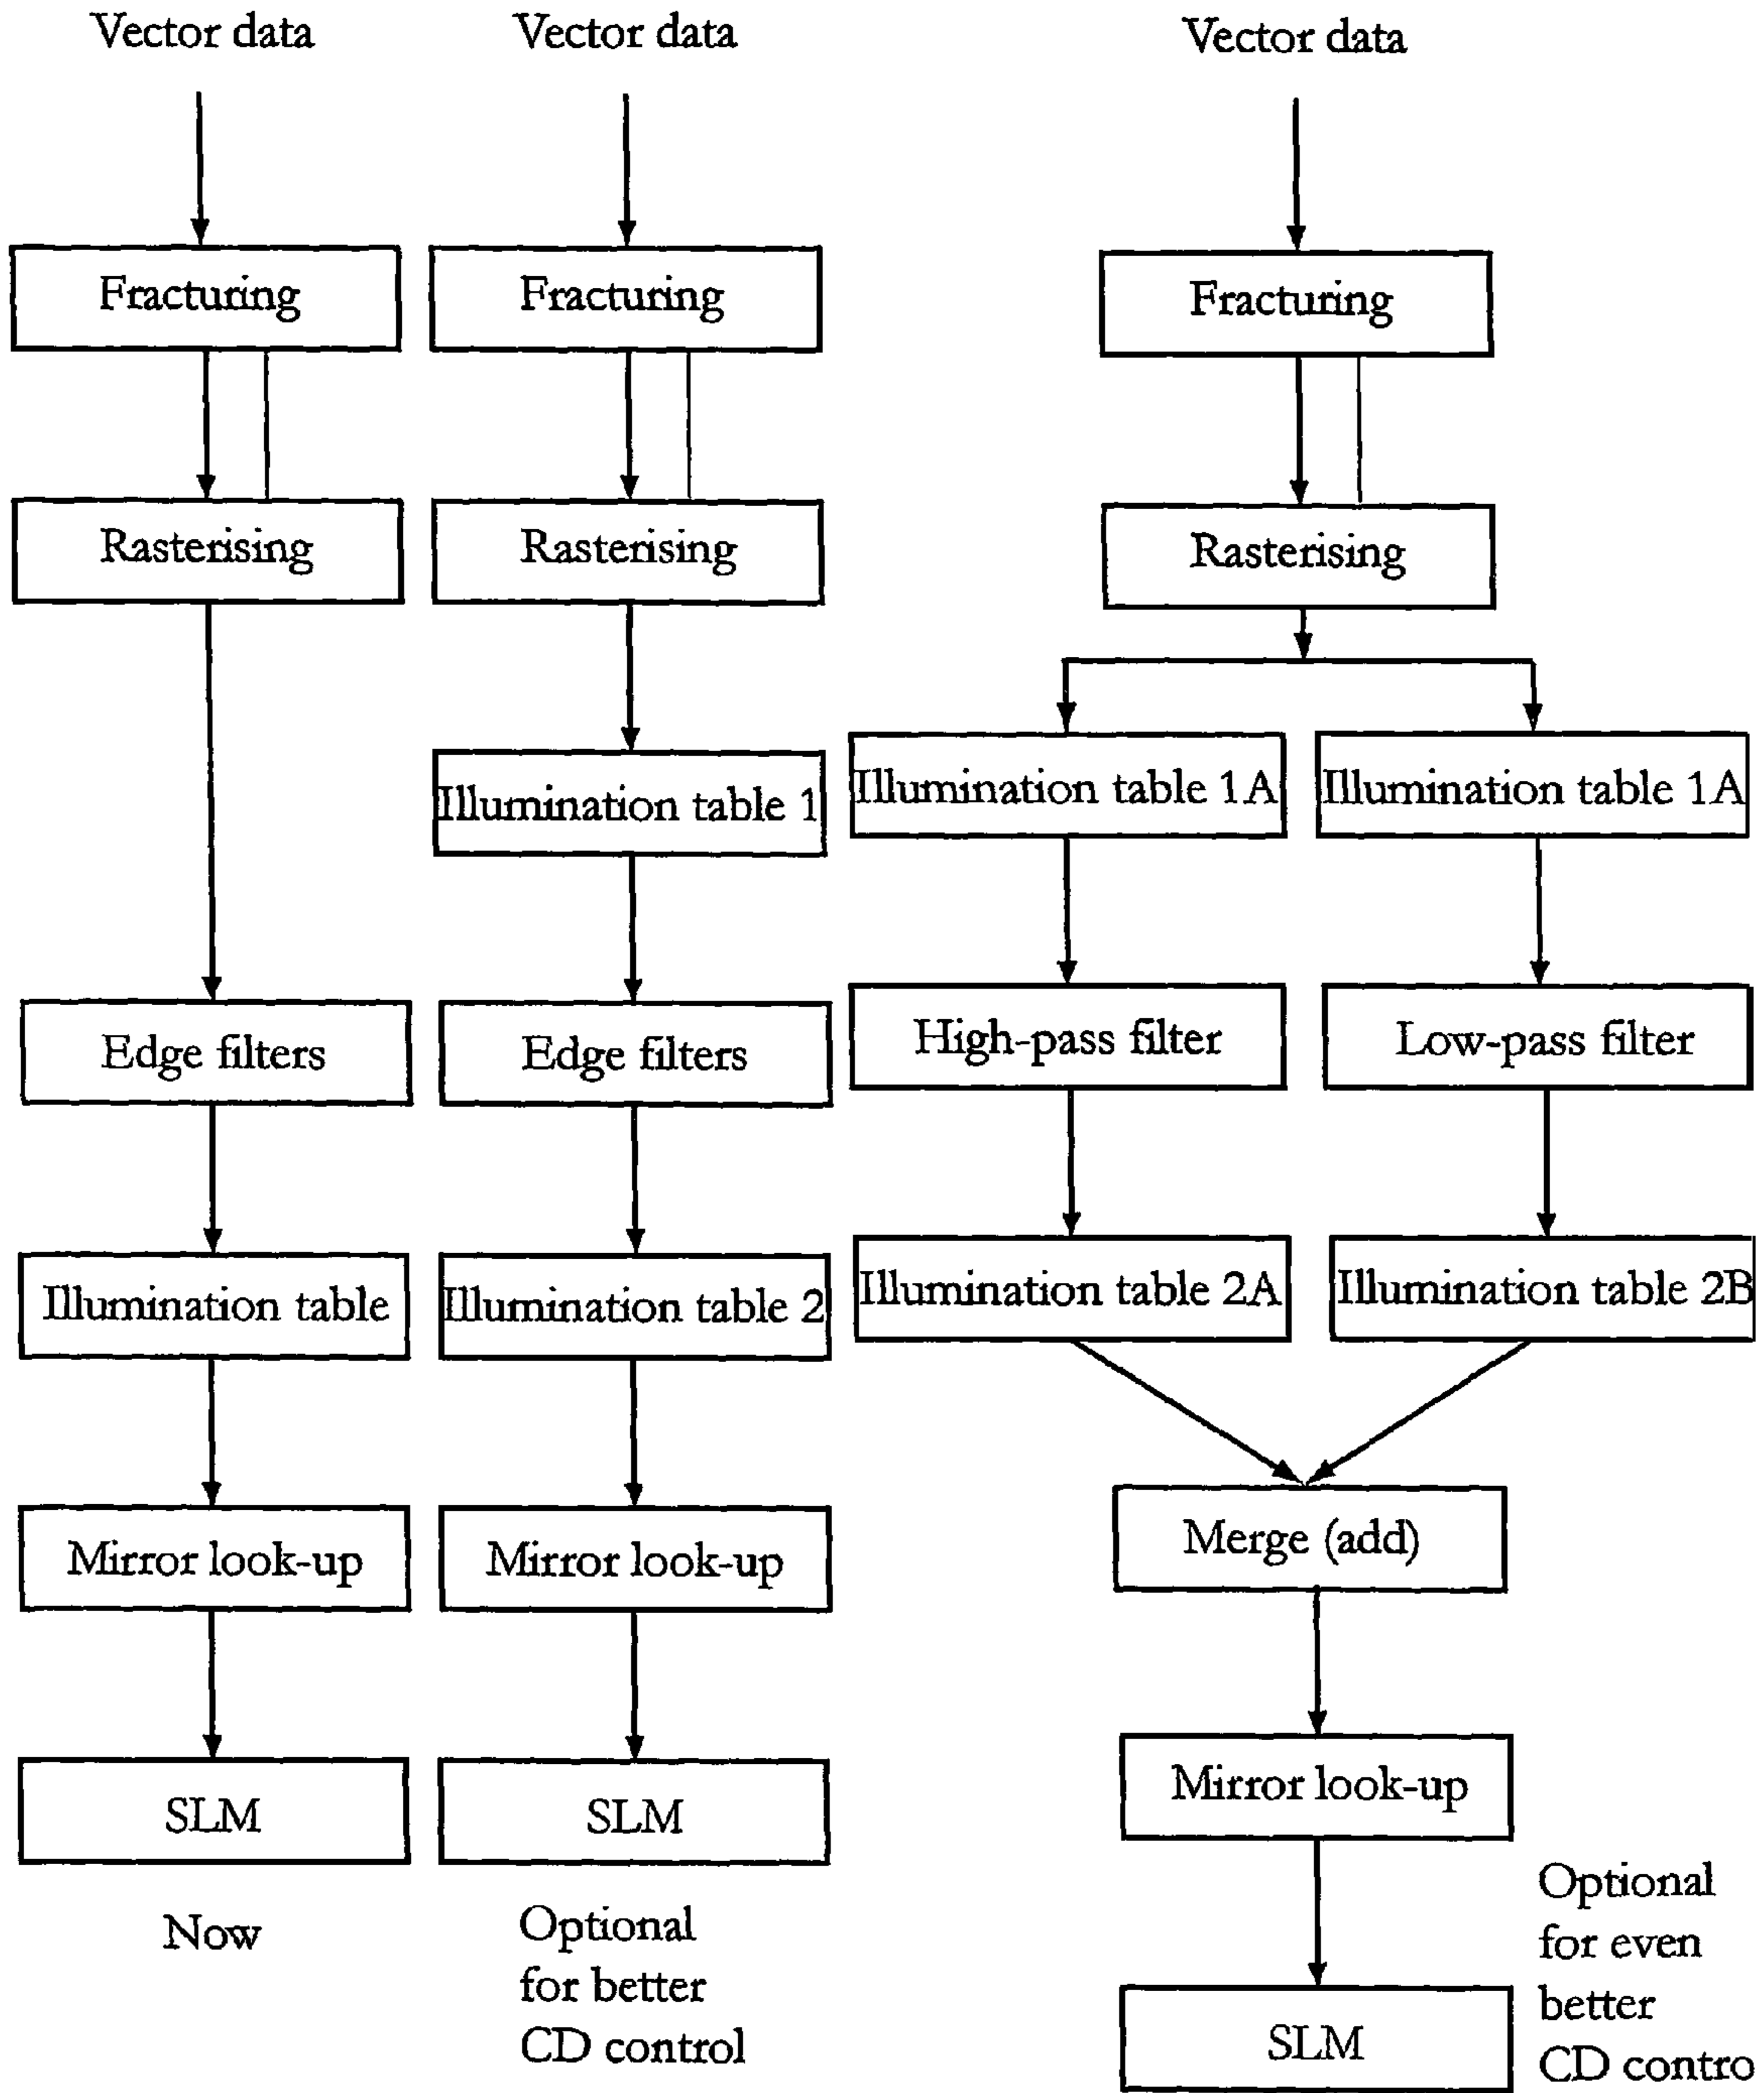 Vector data
Fracturing
Rasterising
Edge filters
Illumination table
Mirror look-up
SLM
Now
Vector data
Fracturing
Rasterising
Illumination table 1
Edge filters
Illumination table 2
Mirror look-up
SLM
Optional
for better
CD control
Vector data
Fracturing
Rasterising
Illumination table 1A
Illumination table 1A
High-pass filter
Low-pass filter
Illumination table 2A
Illumination table 2B
Merge (add)
Mirror look-up
SLM
Optional
for even
better
CD contro